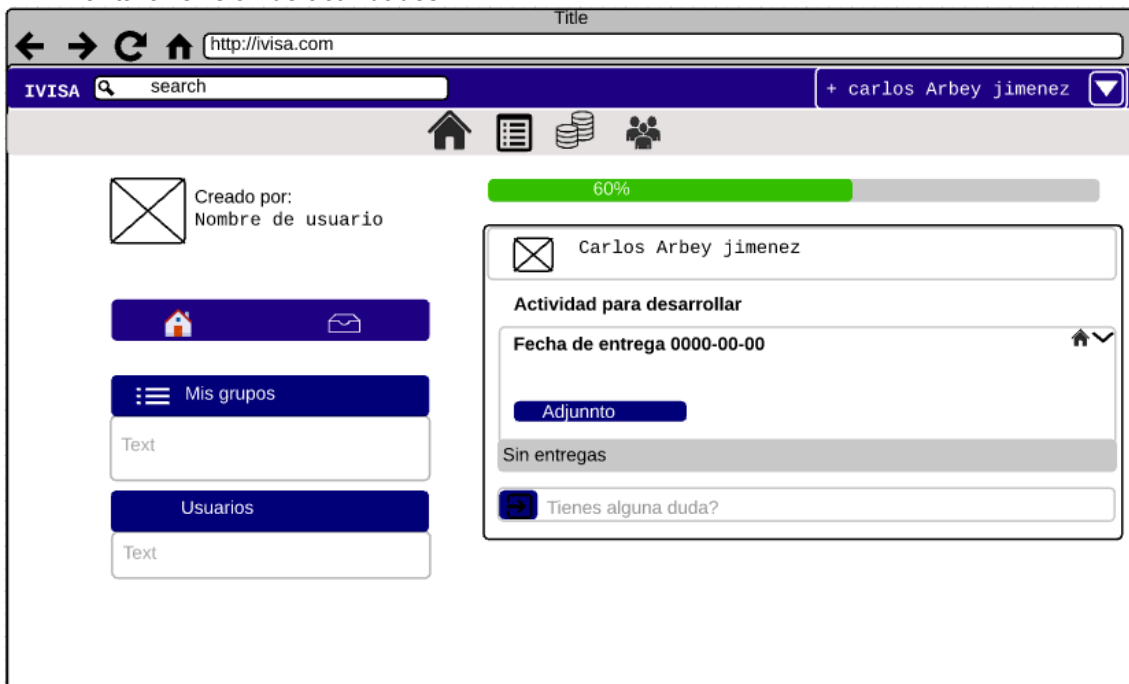 Title
http://ivisa.com
IVISA search + carlos Arbey jimenez
Creado por:
Nombre de usuario
60%
Carlos Arbey jimenez
Actividad para desarrollar
Fecha de entrega 0000-00-00
Adjunnto
Sin entregas
Tienes alguna duda?
Mis grupos
Text
Usuarios
Text